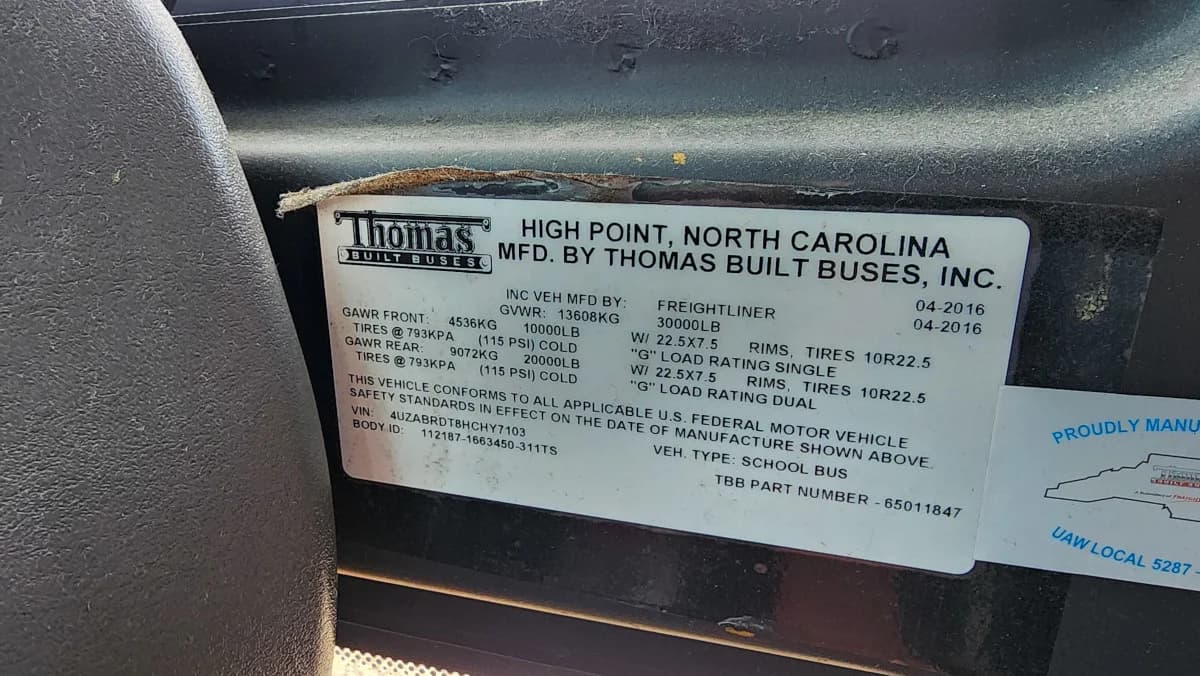 Thomas
BUILT BUSES
HIGH POINT, NORTH CAROLINA
MFD. BY THOMAS BUILT BUSES, INC.
INC VEH MFD BY: FREIGHTLINER 04-2016
GVWR: 13608KG 30000LB 04-2016
GAWR FRONT: 4536KG 10000LB W/ 22.5X7.5 RIMS, TIRES 10R22.5
TIRES @ 793KPA (115 PSI) COLD "G" LOAD RATING SINGLE
GAWR REAR: 9072KG 20000LB W/ 22.5X7.5 RIMS, TIRES 10R22.5
TIRES @ 793KPA (115 PSI) COLD "G" LOAD RATING DUAL
THIS VEHICLE CONFORMS TO ALL APPLICABLE U.S. FEDERAL MOTOR VEHICLE
SAFETY STANDARDS IN EFFECT ON THE DATE OF MANUFACTURE SHOWN ABOVE.
VIN: 4UZABRDT8HCHY7103 VEH. TYPE: SCHOOL BUS
BODY ID: 112187-1663450-311TS TBB PART NUMBER - 65011847
PROUDLY MANU
UAW LOCAL 5287 -